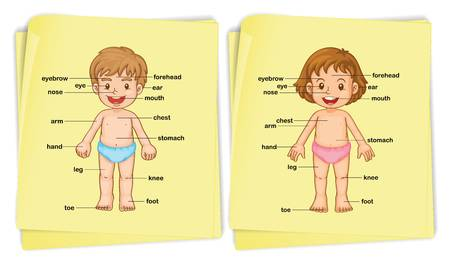 eyebrow forehead
eye ear
nose mouth
arm chest
stomach
hand
leg knee
toe foot
eyebrow forehead
eye ear
nose mouth
chest
arm
stomach
hand
leg knee
toe foot